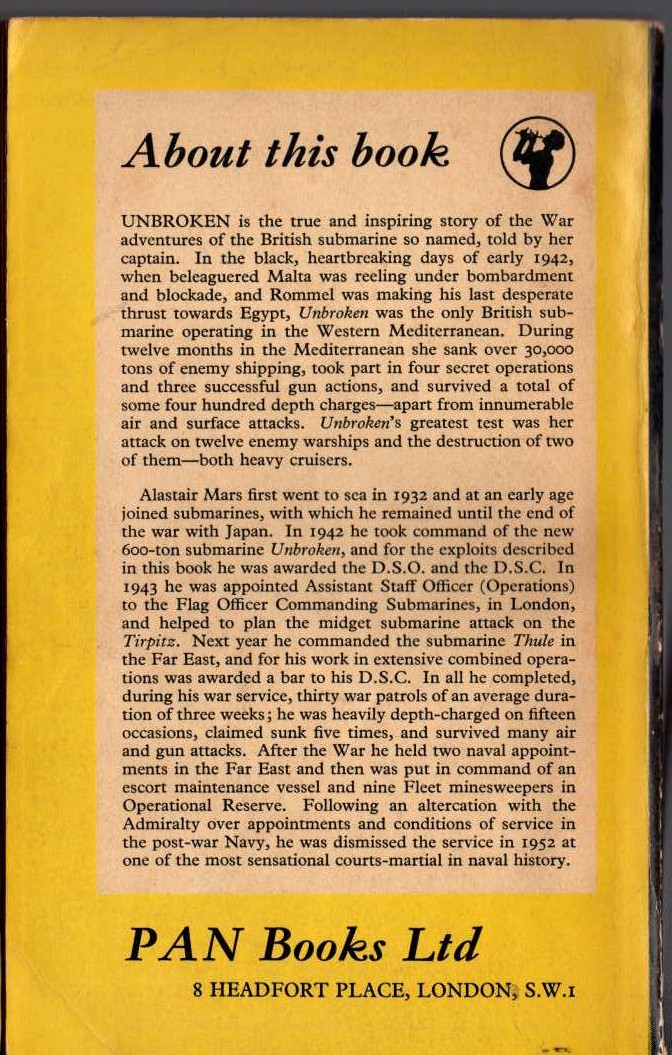 About this book
UNBROKEN is the true and inspiring story of the War
adventures of the British submarine so named, told by her
captain. In the black, heartbreaking days of early 1942,
when beleaguered Malta was reeling under bombardment
and blockade, and Rommel was making his last desperate
thrust towards Egypt, Unbroken was the only British sub-
marine operating in the Western Mediterranean. During
twelve months in the Mediterranean she sank over 30,000
tons of enemy shipping, took part in four secret operations
and three successful gun actions, and survived a total of
some four hundred depth charges—apart from innumerable
air and surface attacks. Unbroken's greatest test was her
attack on twelve enemy warships and the destruction of two
of them—both heavy cruisers.
Alastair Mars first went to sea in 1932 and at an early age
joined submarines, with which he remained until the end of
the war with Japan. In 1942 he took command of the new
600-ton submarine Unbroken, and for the exploits described
in this book he was awarded the D.S.O. and the D.S.C. In
1943 he was appointed Assistant Staff Officer (Operations)
to the Flag Officer Commanding Submarines, in London,
and helped to plan the midget submarine attack on the
Tirpitz. Next year he commanded the submarine Thule in
the Far East, and for his work in extensive combined opera-
tions was awarded a bar to his D.S.C. In all he completed,
during his war service, thirty war patrols of an average dura-
tion of three weeks; he was heavily depth-charged on fifteen
occasions, claimed sunk five times, and survived many air
and gun attacks. After the War he held two naval appoint-
ments in the Far East and then was put in command of an
escort maintenance vessel and nine Fleet minesweepers in
Operational Reserve. Following an altercation with the
Admiralty over appointments and conditions of service in
the post-war Navy, he was dismissed the service in 1952 at
one of the most sensational courts-martial in naval history.
PAN Books Ltd
8 HEADFORT PLACE, LONDON, S.W.1